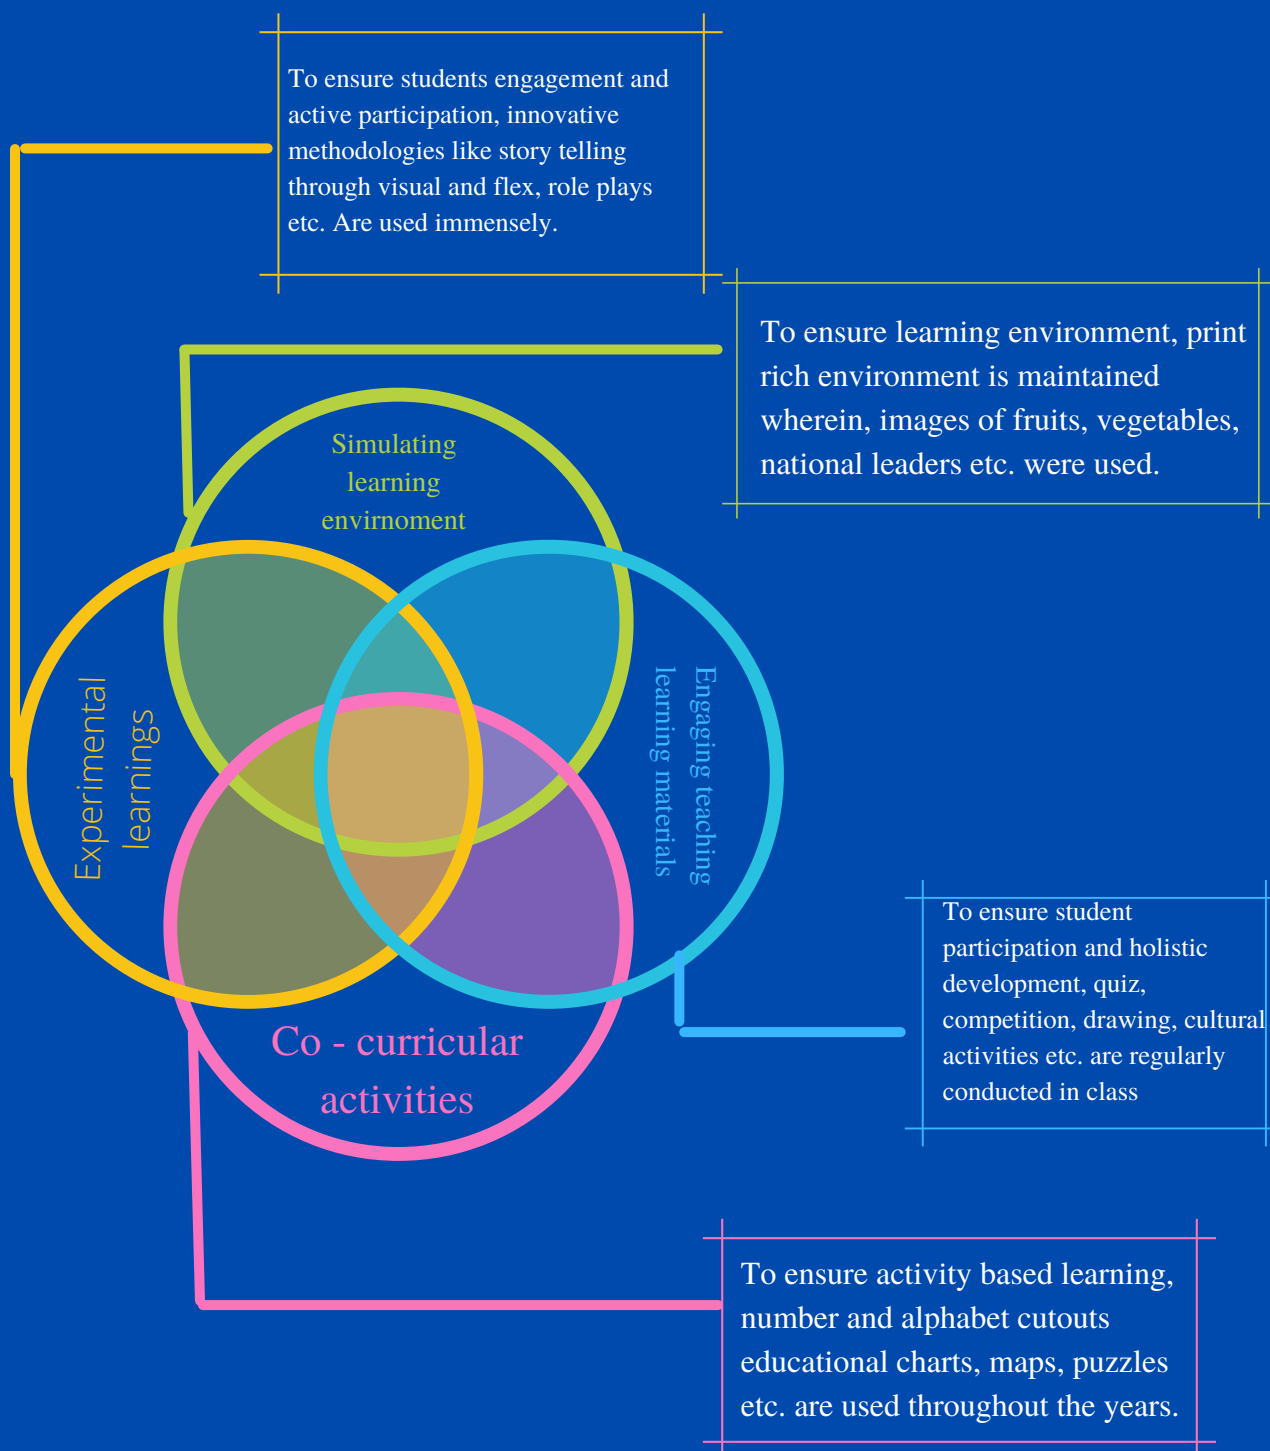 To ensure students engagement and
active participation, innovative
methodologies like story telling
through visual and flex, role plays
etc. Are used immensely.
To ensure learning environment, print
rich environment is maintained
wherein, images of fruits, vegetables,
national leaders etc. were used.
Simulating
learning
envirnoment
Experimental
learnings
Engaging teaching
learning materials
To ensure student
participation and holistic
development, quiz,
competition, drawing, cultural
activities etc. are regularly
conducted in class
Co - curricular
activities
To ensure activity based learning,
number and alphabet cutouts
educational charts, maps, puzzles
etc. are used throughout the years.